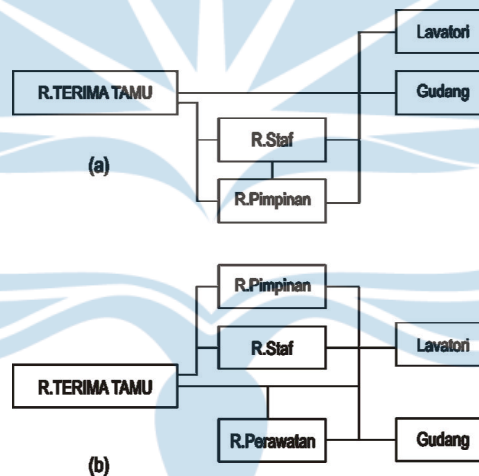 Lavatori
R.TERIMA TAMU
Gudang
R.Staf
(a)
R.Pimpinan
R.Pimpinan
R.Staf
Lavatori
R.TERIMA TAMU
R.Perawatan
Gudang
(b)